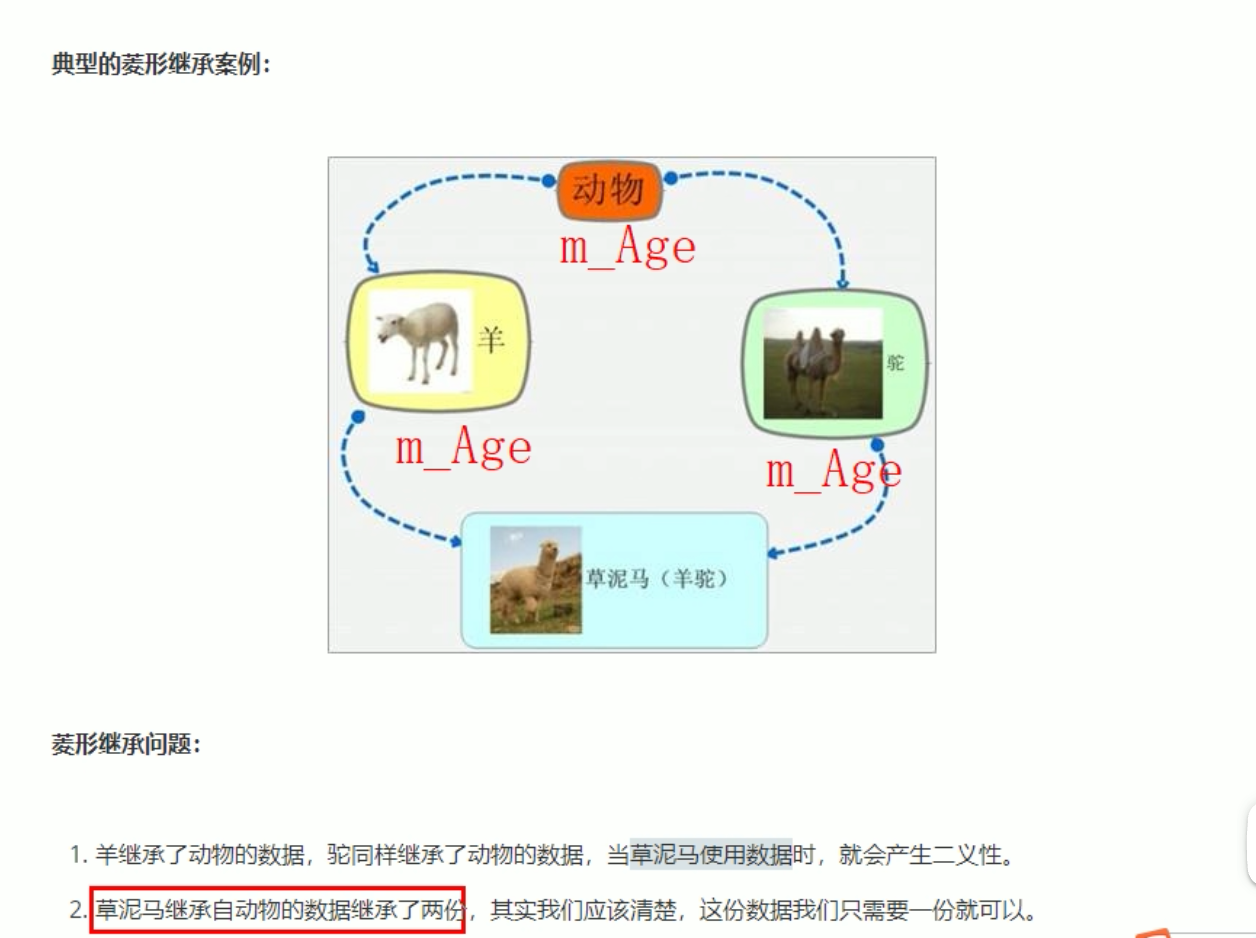 典型的菱形继承案例：
动物
m_Age
羊
驼
m_Age
m_Age
草泥马（羊驼）
菱形继承问题：
1. 羊继承了动物的数据，驼同样继承了动物的数据，当草泥马使用数据时，就会产生二义性。
2. 草泥马继承自动物的数据继承了两份，其实我们应该清楚，这份数据我们只需要一份就可以。